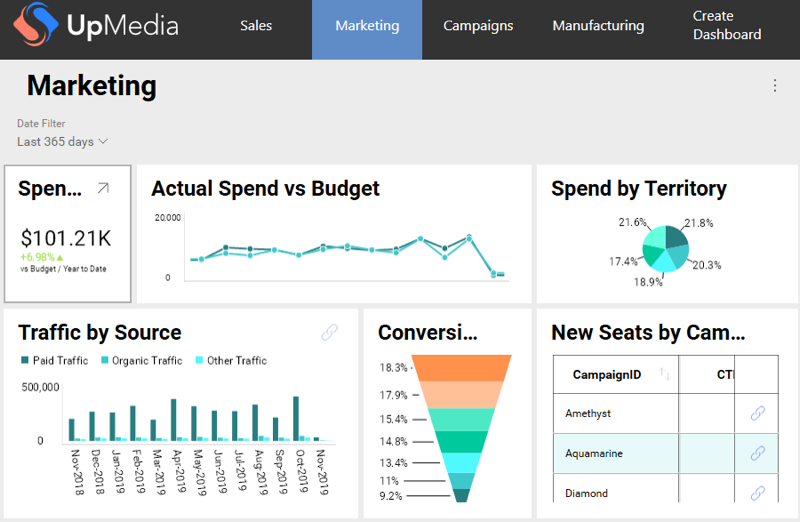 UpMedia
Sales
Marketing
Campaigns
Manufacturing
Create
Dashboard
Marketing
Date Filter
Last 365 days
Spen...
$101.21K
+6.98%
vs Budget / Year to Date
Actual Spend vs Budget
20,000
0
Spend by Territory
21.6%
21.8%
17.4%
20.3%
18.9%
Traffic by Source
Paid Traffic
Organic Traffic
Other Traffic
500,000
0
Nov-2018
Dec-2018
Jan-2019
Feb-2019
Mar-2019
Apr-2019
May-2019
Jun-2019
Jul-2019
Aug-2019
Sep-2019
Oct-2019
Nov-2019
Conversi...
18.3%
17.9%
15.4%
14.8%
13.4%
11%
9.2%
New Seats by Cam...
CampaignID
Amethyst
Aquamarine
Diamond